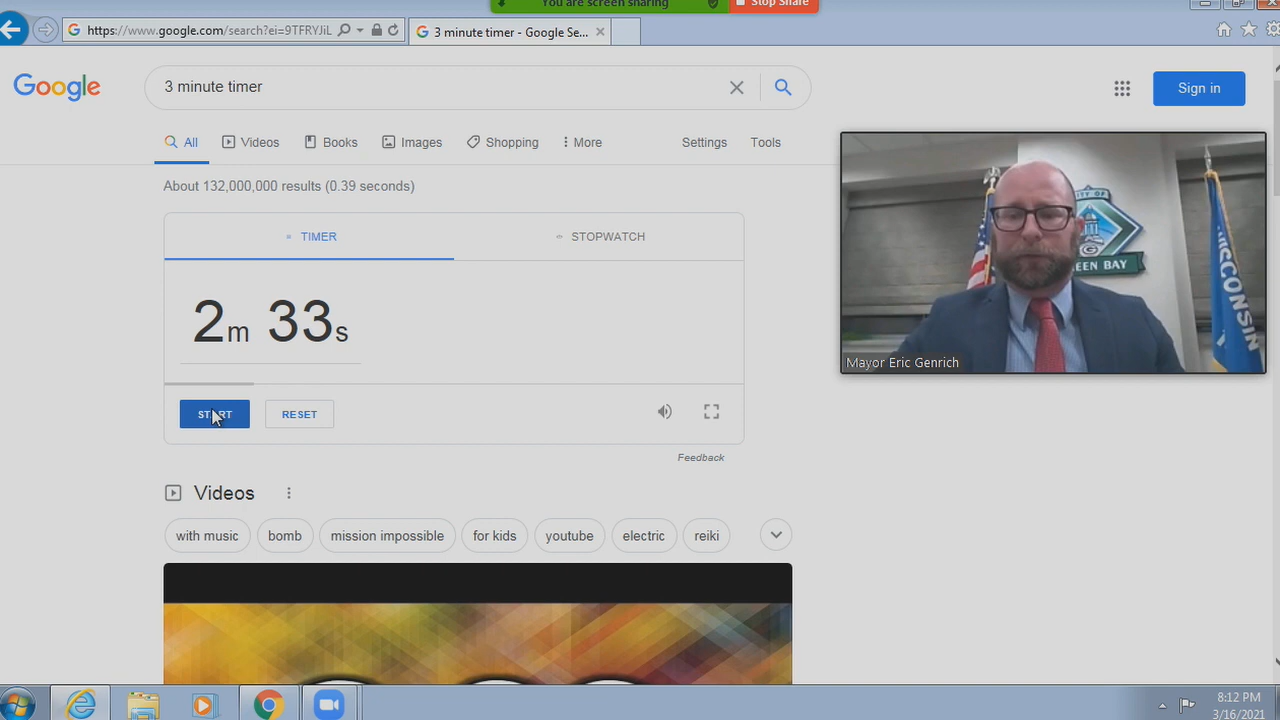 You are screen sharing
Stop Share
https://www.google.com/search?ei=9TFRYJiL
3 minute timer - Google Se...
Google
3 minute timer
Sign in
All
Videos
Books
Images
Shopping
More
Settings
Tools
About 132,000,000 results (0.39 seconds)
TIMER
STOPWATCH
2m 33s
START
RESET
Feedback
Videos
with music
bomb
mission impossible
for kids
youtube
electric
reiki
EEN BAY
WISCONSIN
Mayor Eric Genrich
8:12 PM
3/16/2021